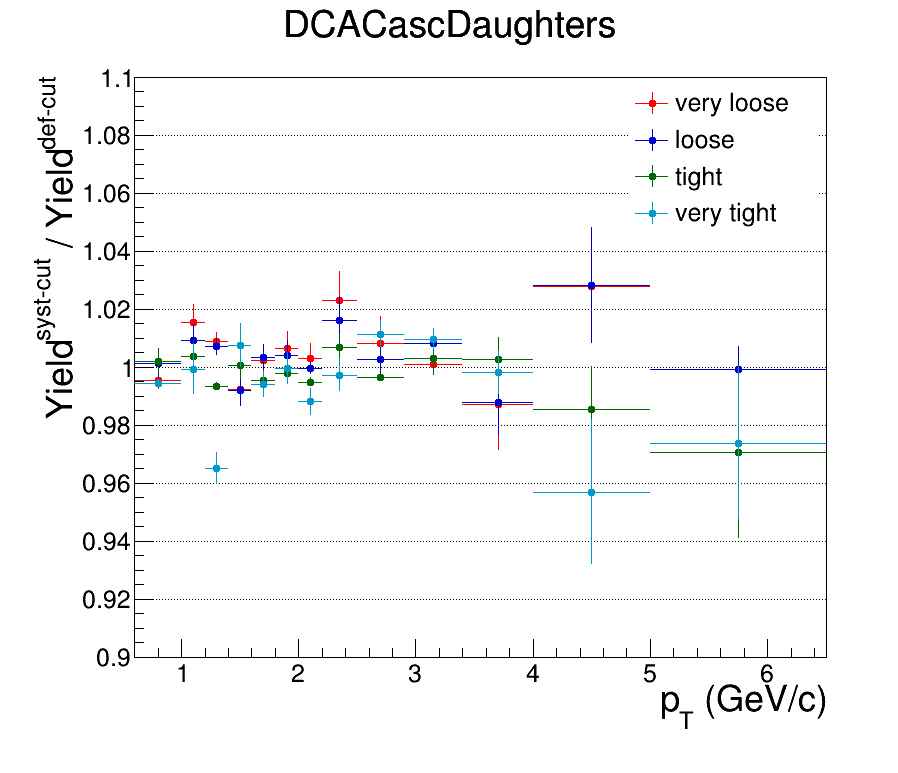 DCACascDaughters
Yield^syst-cut / Yield^def-cut
1.1
1.08
1.06
1.04
1.02
1
0.98
0.96
0.94
0.92
0.9
very loose
loose
tight
very tight
1 2 3 4 5 6
p_T (GeV/c)